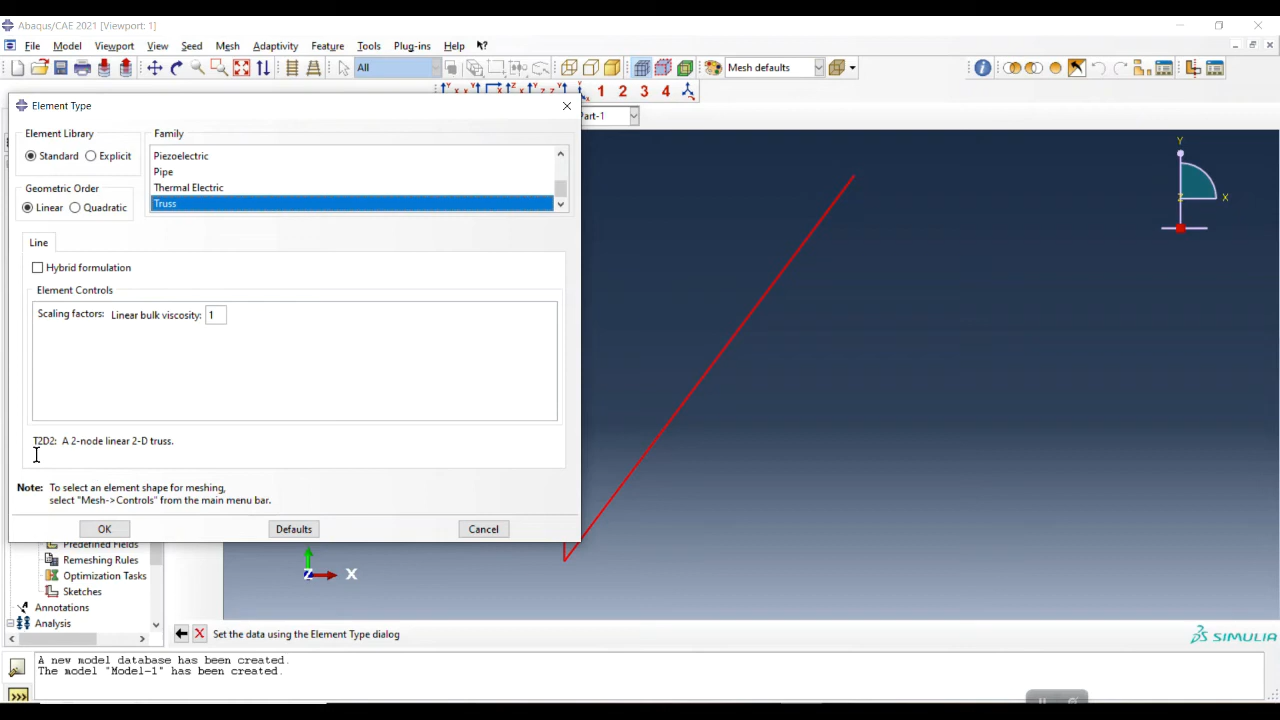 Abaqus/CAE 2021 [Viewport: 1]
File Model Viewport View Seed Mesh Adaptivity Feature Tools Plug-ins Help
All
Mesh defaults
1 2 3 4
Element Type
Part-1
Element Library
Standard Explicit
Geometric Order
Linear Quadratic
Family
Piezoelectric
Pipe
Thermal Electric
Truss
Line
Hybrid formulation
Element Controls
Scaling factors: Linear bulk viscosity: 1
T2D2: A 2-node linear 2-D truss.
Note: To select an element shape for meshing,
select "Mesh->Controls" from the main menu bar.
OK Defaults Cancel
Y
Z X
X
Predefined Fields
Remeshing Rules
Optimization Tasks
Sketches
Annotations
Analysis
Set the data using the Element Type dialog
SIMULIA
A new model database has been created.
The model "Model-1" has been created.
>>>